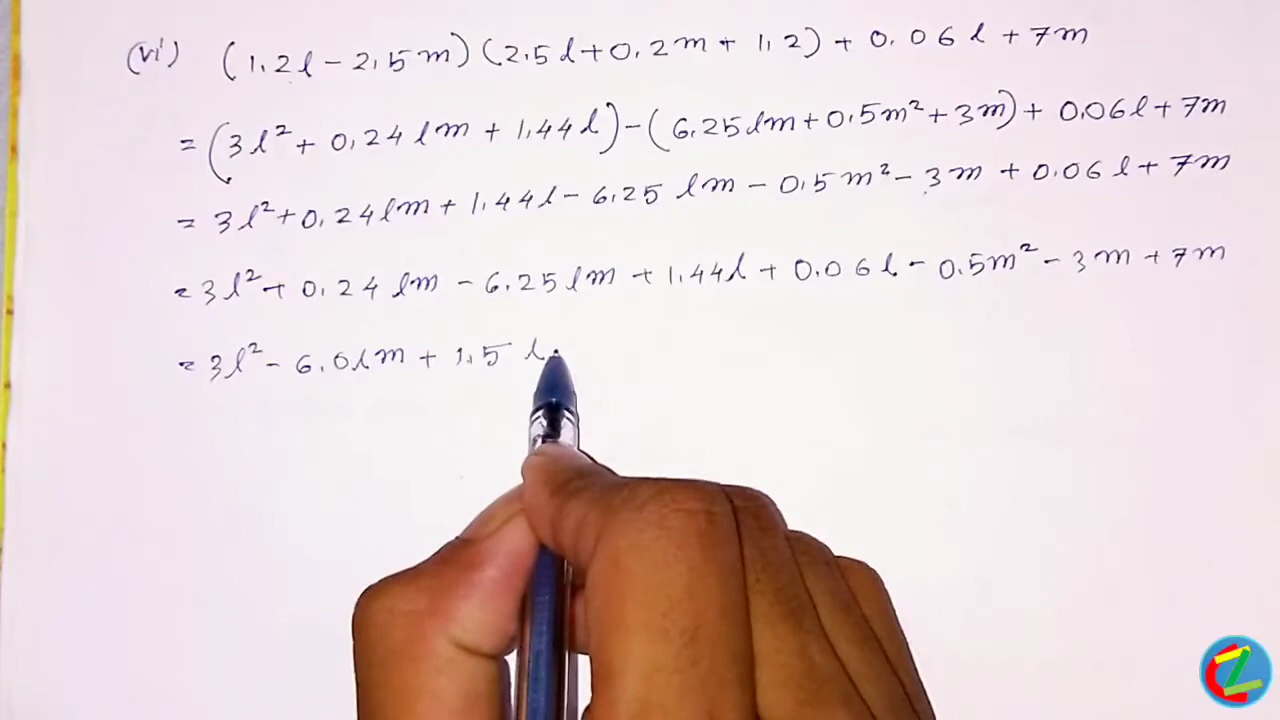 (vi) (1.2l - 2.5m) (2.5l + 0.2m + 1.2) + 0.06l + 7m
= (3l² + 0.24lm + 1.44l) - (6.25lm + 0.5m² + 3m) + 0.06l + 7m
= 3l² + 0.24lm + 1.44l - 6.25lm - 0.5m² - 3m + 0.06l + 7m
= 3l² + 0.24lm - 6.25lm + 1.44l + 0.06l - 0.5m² - 3m + 7m
= 3l² - 6.0lm + 1.5l